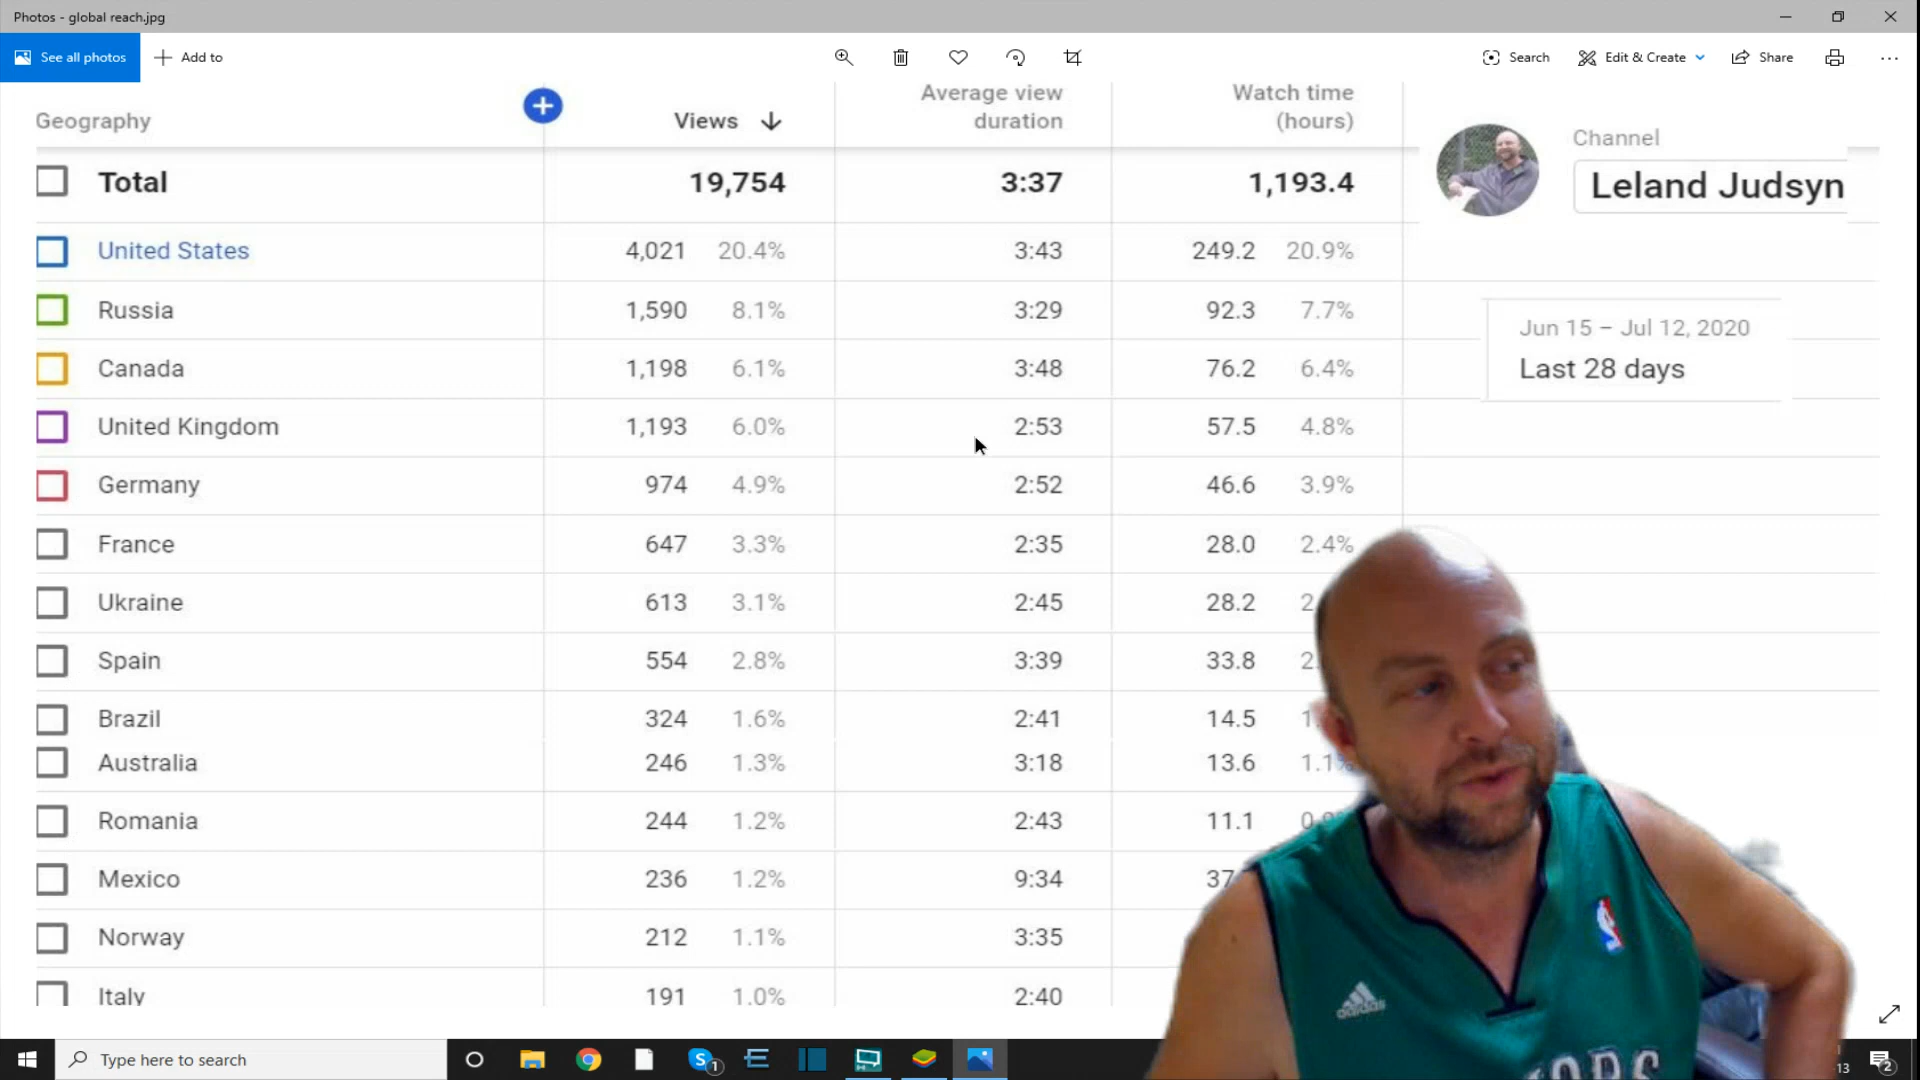 Photos - global reach.jpg
See all photos
Add to
Search
Edit & Create
Share
Geography
Views
Average view duration
Watch time (hours)
Total 19,754 3:37 1,193.4
United States 4,021 20.4% 3:43 249.2 20.9%
Russia 1,590 8.1% 3:29 92.3 7.7%
Canada 1,198 6.1% 3:48 76.2 6.4%
United Kingdom 1,193 6.0% 2:53 57.5 4.8%
Germany 974 4.9% 2:52 46.6 3.9%
France 647 3.3% 2:35 28.0 2.4%
Ukraine 613 3.1% 2:45 28.2
Spain 554 2.8% 3:39 33.8
Brazil 324 1.6% 2:41 14.5
Australia 246 1.3% 3:18 13.6 1.1%
Romania 244 1.2% 2:43 11.1
Mexico 236 1.2% 9:34 37
Norway 212 1.1% 3:35
Italy 191 1.0% 2:40
Channel
Leland Judsyn
Jun 15 – Jul 12, 2020
Last 28 days
adidas
Type here to search
1
13
2